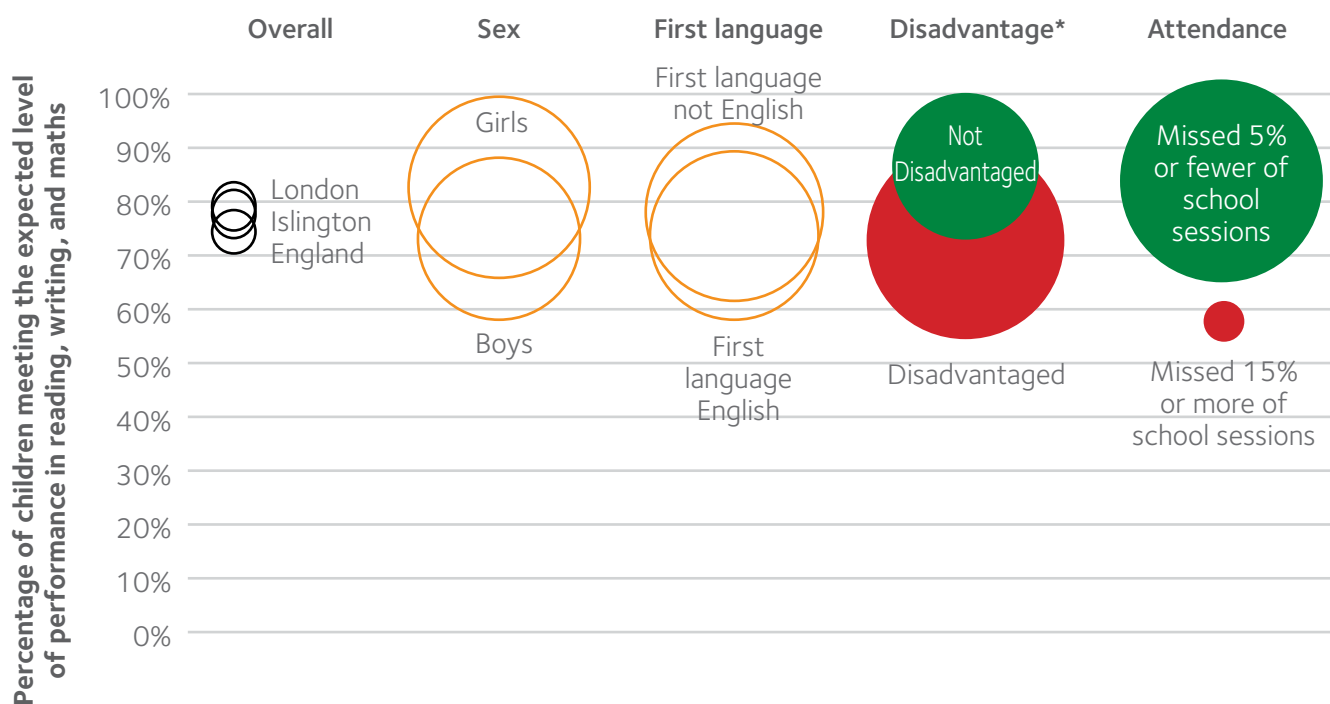 Overall
Sex
First language
Disadvantage*
Attendance
Percentage of children meeting the expected level
of performance in reading, writing, and maths
100%
90%
80%
70%
60%
50%
40%
30%
20%
10%
0%
London
Islington
England
Girls
Boys
First language
not English
First
language
English
Not
Disadvantaged
Disadvantaged
Missed 5%
or fewer of
school
sessions
Missed 15%
or more of
school sessions